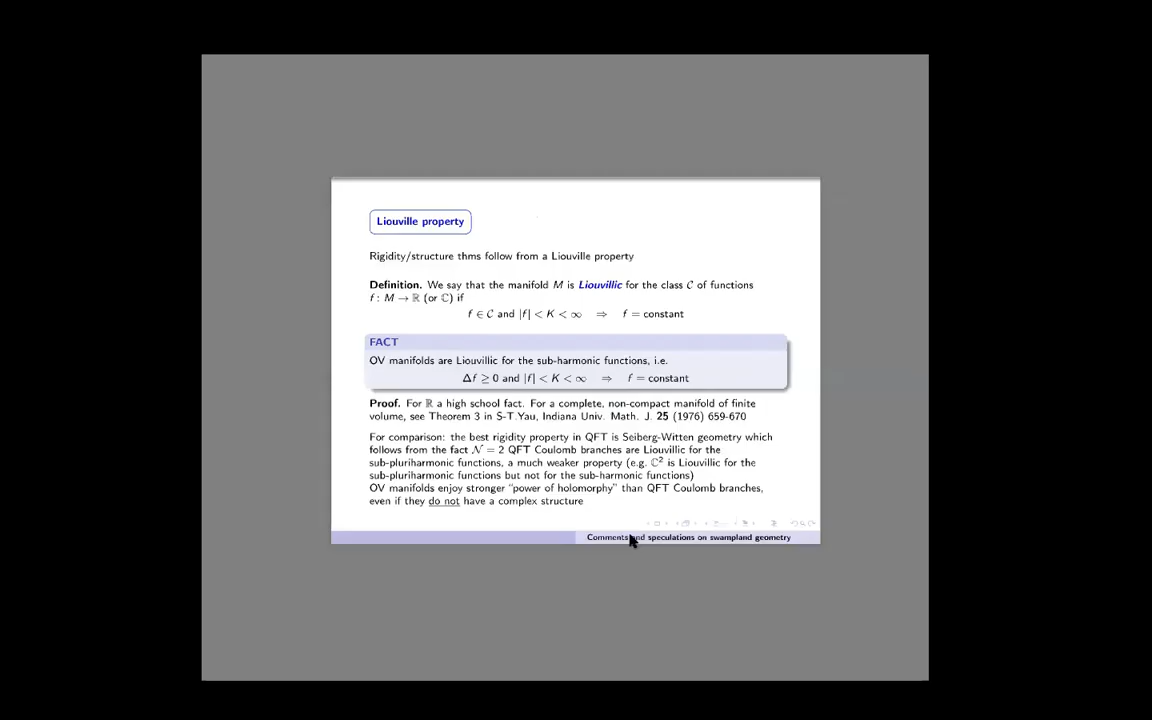 Liouville property
Rigidity/structure thms follow from a Liouville property
Definition. We say that the manifold M is Liouvillic for the class 𝒞 of functions
f : M → ℝ (or ℂ) if
f ∈ 𝒞 and |f| < K < ∞ ⇒ f = constant
FACT
OV manifolds are Liouvillic for the sub-harmonic functions, i.e.
Δf ≥ 0 and |f| < K < ∞ ⇒ f = constant
Proof. For ℝ a high school fact. For a complete, non-compact manifold of finite
volume, see Theorem 3 in S-T.Yau, Indiana Univ. Math. J. 25 (1976) 659-670
For comparison: the best rigidity property in QFT is Seiberg-Witten geometry which
follows from the fact 𝒩 = 2 QFT Coulomb branches are Liouvillic for the
sub-pluriharmonic functions, a much weaker property (e.g. ℂ² is Liouvillic for the
sub-pluriharmonic functions but not for the sub-harmonic functions)
OV manifolds enjoy stronger “power of holomorphy” than QFT Coulomb branches,
even if they do not have a complex structure
Comments and speculations on swampland geometry